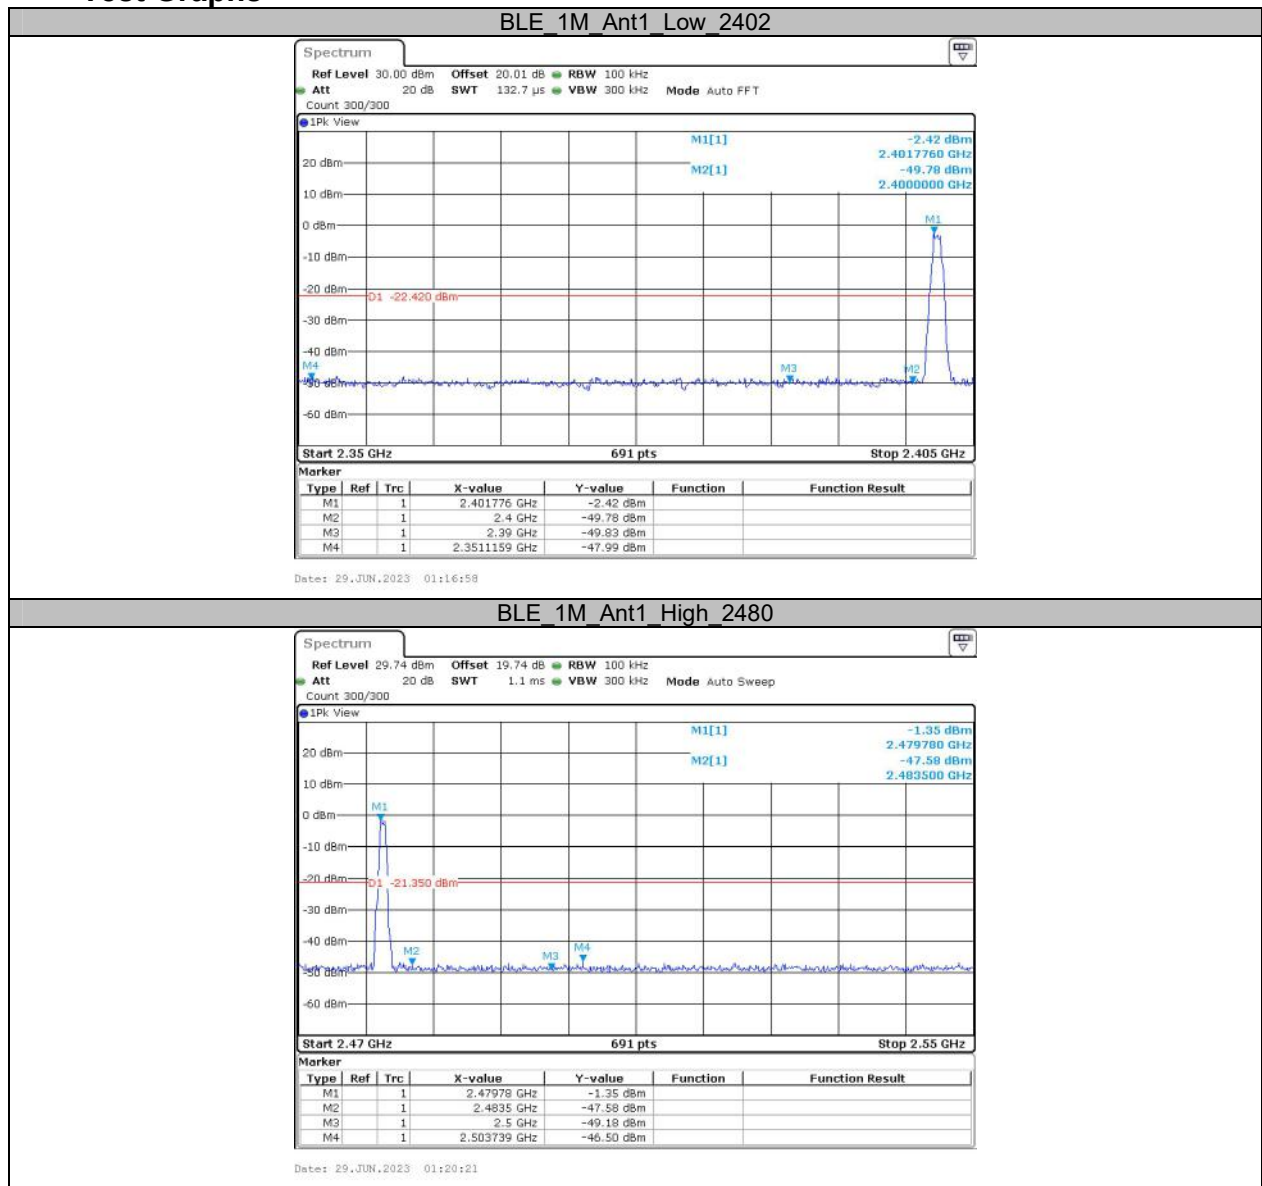 BLE_1M_Ant1_Low_2402
Spectrum
Ref Level 30.00 dBm Offset 20.01 dB RBW 100 kHz
Att 20 dB SWT 132.7 µs VBW 300 kHz Mode Auto FFT
Count 300/300
1Pk View
M1[1] -2.42 dBm
2.4017760 GHz
20 dBm
M2[1] -49.78 dBm
2.4000000 GHz
10 dBm
M1
0 dBm
-10 dBm
-20 dBm
D1 -22.420 dBm
-30 dBm
-40 dBm
M4 M3 M2
-50 dBm
-60 dBm
Start 2.35 GHz 691 pts Stop 2.405 GHz
Marker
Type Ref Trc X-value Y-value Function Function Result
M1 1 2.401776 GHz -2.42 dBm
M2 1 2.4 GHz -49.78 dBm
M3 1 2.39 GHz -49.83 dBm
M4 1 2.3511159 GHz -47.99 dBm
Date: 29.JUN.2023 01:16:58
BLE_1M_Ant1_High_2480
Spectrum
Ref Level 29.74 dBm Offset 19.74 dB RBW 100 kHz
Att 20 dB SWT 1.1 ms VBW 300 kHz Mode Auto Sweep
Count 300/300
1Pk View
M1[1] -1.35 dBm
2.479780 GHz
20 dBm
M2[1] -47.58 dBm
2.483500 GHz
10 dBm
M1
0 dBm
-10 dBm
-20 dBm
D1 -21.350 dBm
-30 dBm
-40 dBm
M2 M3 M4
-50 dBm
-60 dBm
Start 2.47 GHz 691 pts Stop 2.55 GHz
Marker
Type Ref Trc X-value Y-value Function Function Result
M1 1 2.47978 GHz -1.35 dBm
M2 1 2.4835 GHz -47.58 dBm
M3 1 2.5 GHz -49.18 dBm
M4 1 2.503739 GHz -46.50 dBm
Date: 29.JUN.2023 01:20:21